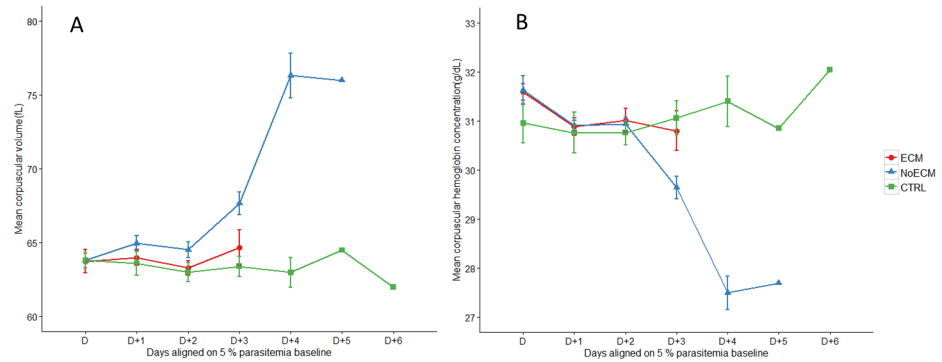 A
80
75
70
65
60
Mean corpuscular volume(fL)
D D+1 D+2 D+3 D+4 D+5 D+6
Days aligned on 5 % parasitemia baseline
B
33
32
31
30
29
28
27
Mean corpuscular hemoglobin concentration(g/dL)
D D+1 D+2 D+3 D+4 D+5 D+6
Days aligned on 5 % parasitemia baseline
ECM
NoECM
CTRL